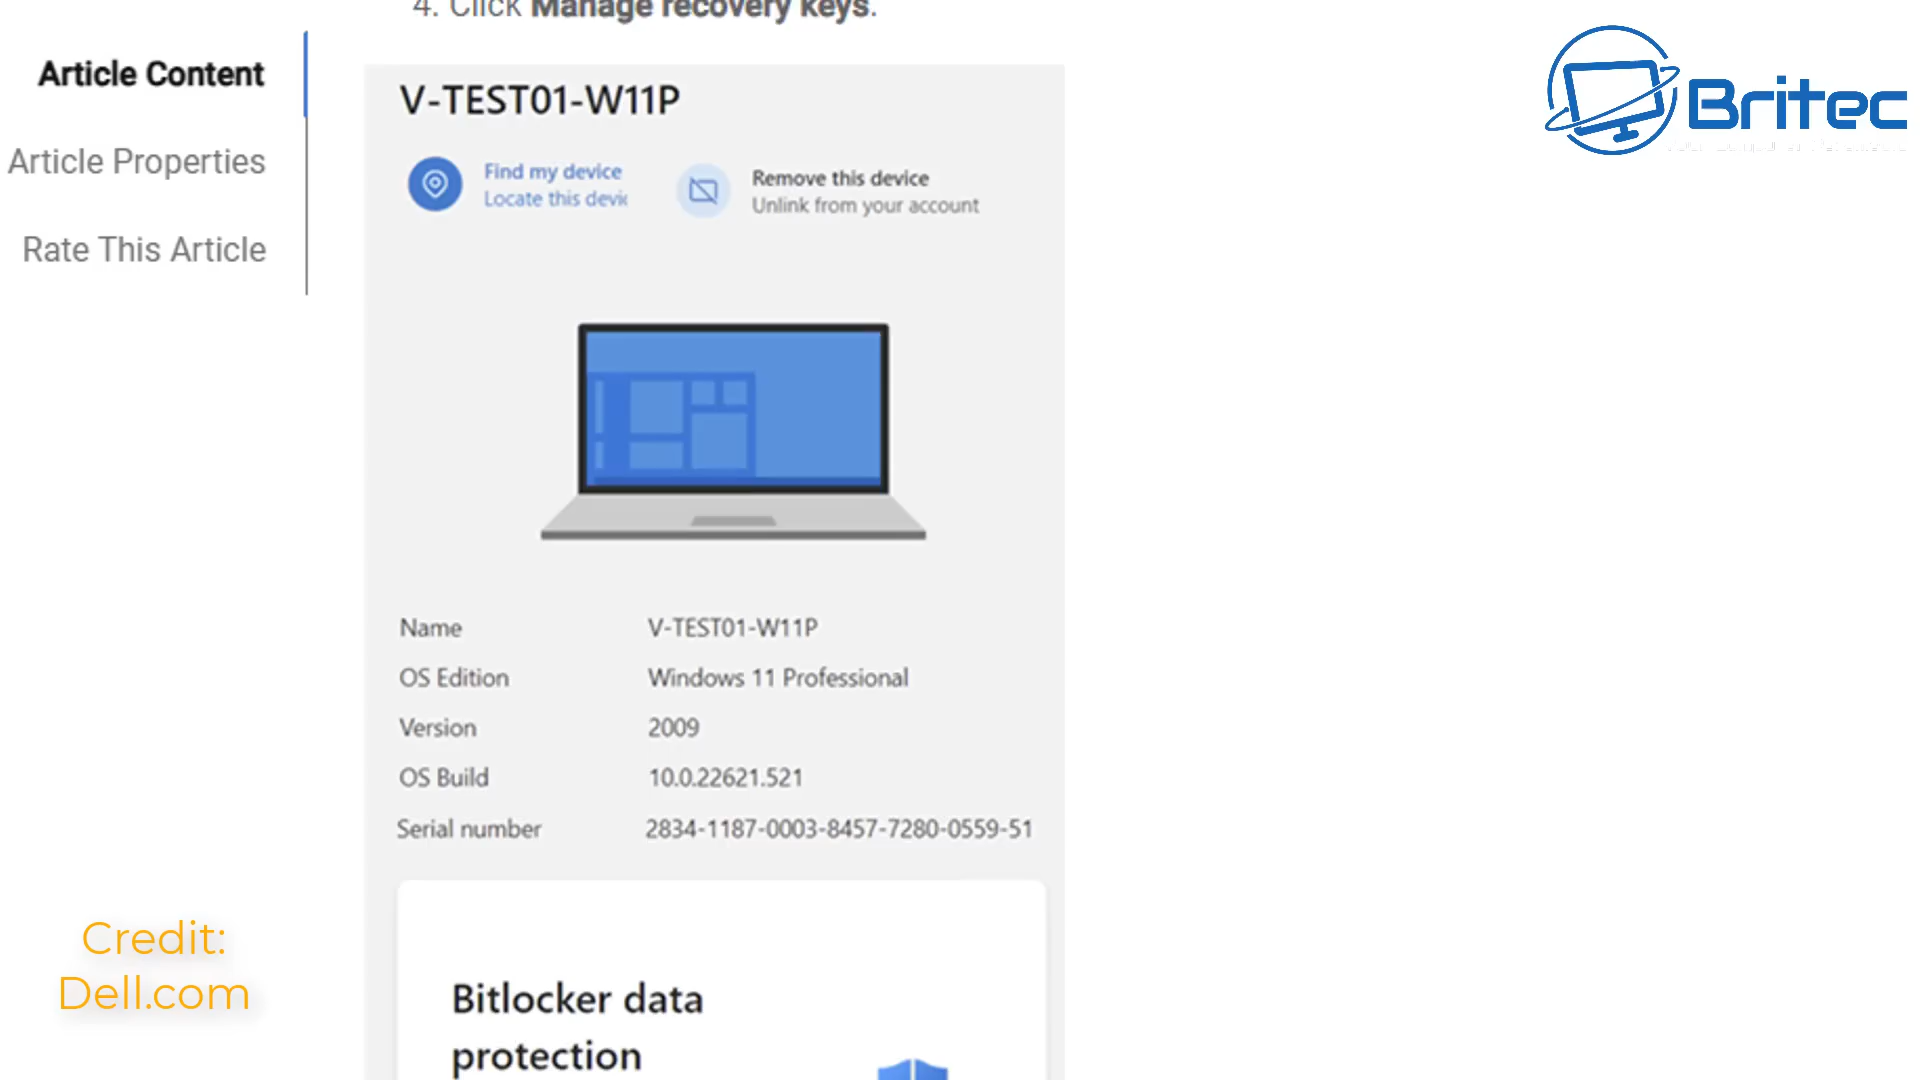 4. Click Manage recovery keys.
Article Content
Article Properties
Rate This Article
V-TEST01-W11P
Find my device
Locate this
Remove this device
Unlink from your account
Name V-TEST01-W11P
OS Edition Windows 11 Professional
Version 2009
OS Build 10.0.22621.521
Serial number 2834-1187-0003-8457-7280-0559-51
Bitlocker data
protection
Britec
Credit:
Dell.com